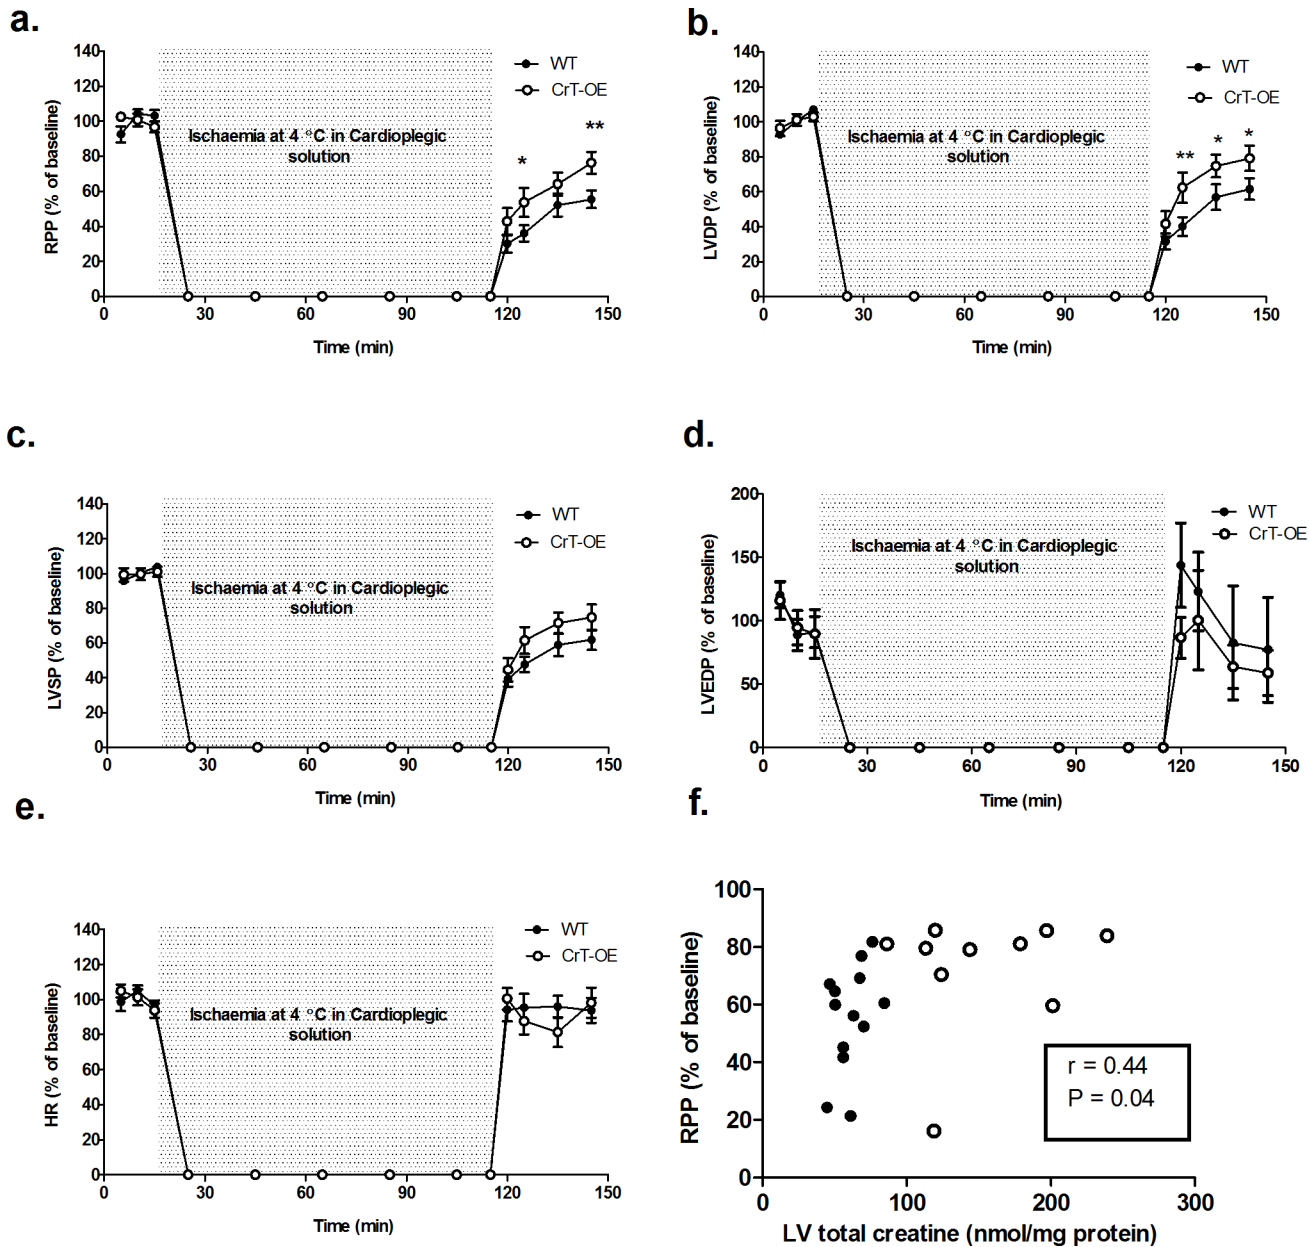 a.
RPP (% of baseline)
140
120
100
80
60
40
20
0
0
30
60
90
120
150
Time (min)
Ischaemia at 4 °C in Cardioplegic
solution
WT
CrT-OE
*
**
b.
LVDP (% of baseline)
140
120
100
80
60
40
20
0
0
30
60
90
120
150
Time (min)
Ischaemia at 4 °C in Cardioplegic
solution
WT
CrT-OE
**
*
*
c.
LVSP (% of baseline)
140
120
100
80
60
40
20
0
0
30
60
90
120
150
Time (min)
Ischaemia at 4 °C in Cardioplegic
solution
WT
CrT-OE
d.
LVEDP (% of baseline)
200
150
100
50
0
0
30
60
90
120
150
Time (min)
Ischaemia at 4 °C in Cardioplegic
solution
WT
CrT-OE
e.
HR (% of baseline)
140
120
100
80
60
40
20
0
0
30
60
90
120
150
Time (min)
Ischaemia at 4 °C in Cardioplegic
solution
WT
CrT-OE
f.
RPP (% of baseline)
100
80
60
40
20
0
0
100
200
300
LV total creatine (nmol/mg protein)
r = 0.44
P = 0.04